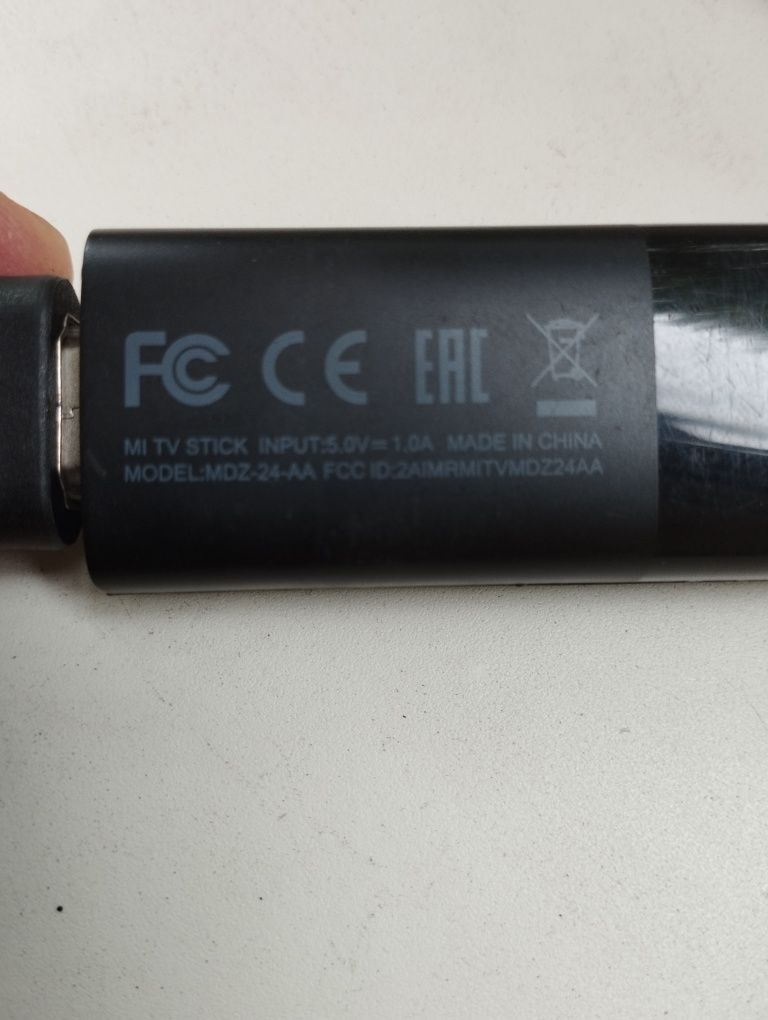 FC CE EAC
MI TV STICK INPUT:5.0V⎓1.0A MADE IN CHINA
MODEL:MDZ-24-AA FCC ID:2AIMRMITVMDZ24AA